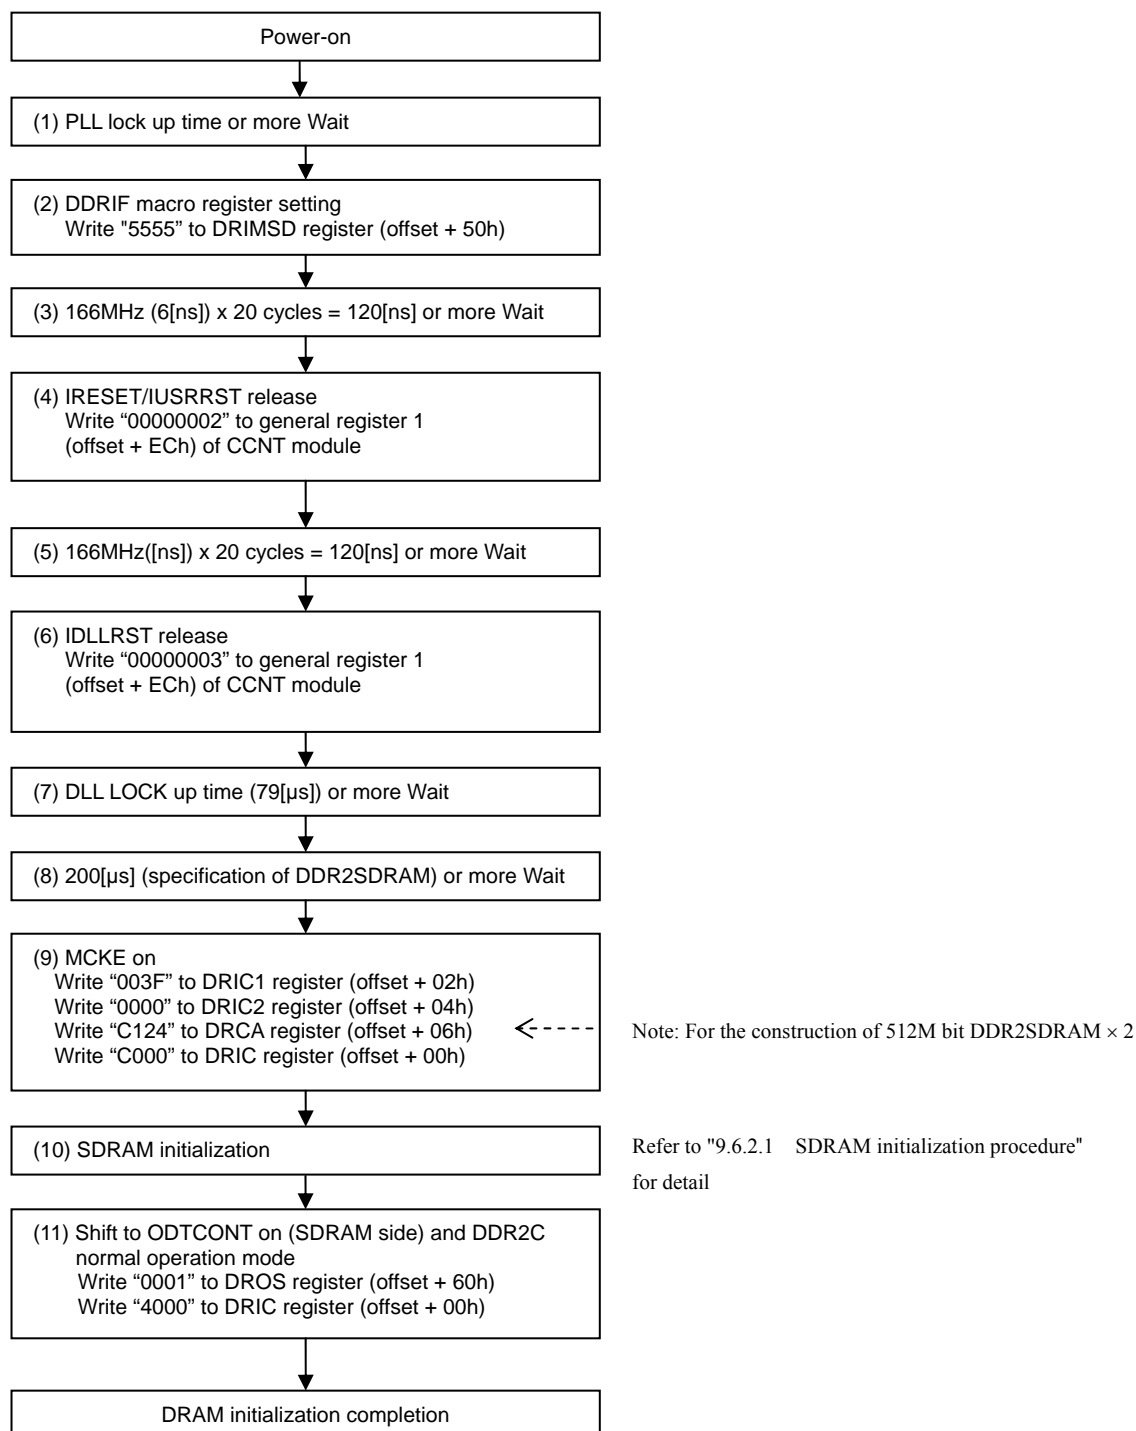 Power-on
(1) PLL lock up time or more Wait
(2) DDRIF macro register setting
Write "5555” to DRIMSD register (offset + 50h)
(3) 166MHz (6[ns]) x 20 cycles = 120[ns] or more Wait
(4) IRESET/IUSRRST release
Write “00000002” to general register 1
(offset + ECh) of CCNT module
(5) 166MHz([ns]) x 20 cycles = 120[ns] or more Wait
(6) IDLLRST release
Write “00000003” to general register 1
(offset + ECh) of CCNT module
(7) DLL LOCK up time (79[µs]) or more Wait
(8) 200[µs] (specification of DDR2SDRAM) or more Wait
(9) MCKE on
Write “003F” to DRIC1 register (offset + 02h)
Write “0000” to DRIC2 register (offset + 04h)
Write “C124” to DRCA register (offset + 06h)
Write “C000” to DRIC register (offset + 00h)
Note: For the construction of 512M bit DDR2SDRAM × 2
(10) SDRAM initialization
Refer to "9.6.2.1 SDRAM initialization procedure"
for detail
(11) Shift to ODTCONT on (SDRAM side) and DDR2C
normal operation mode
Write “0001” to DROS register (offset + 60h)
Write “4000” to DRIC register (offset + 00h)
DRAM initialization completion